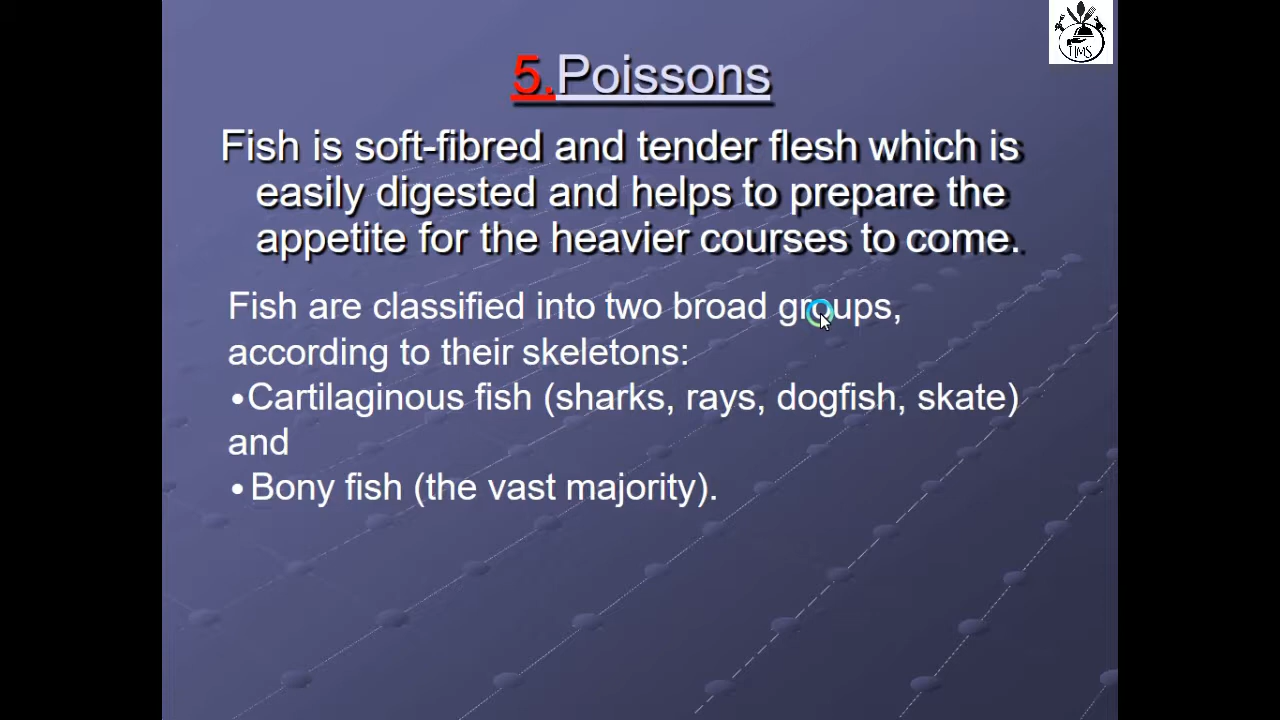 IJMS
5.Poissons
Fish is soft-fibred and tender flesh which is
easily digested and helps to prepare the
appetite for the heavier courses to come.
Fish are classified into two broad groups,
according to their skeletons:
•Cartilaginous fish (sharks, rays, dogfish, skate)
and
•Bony fish (the vast majority).